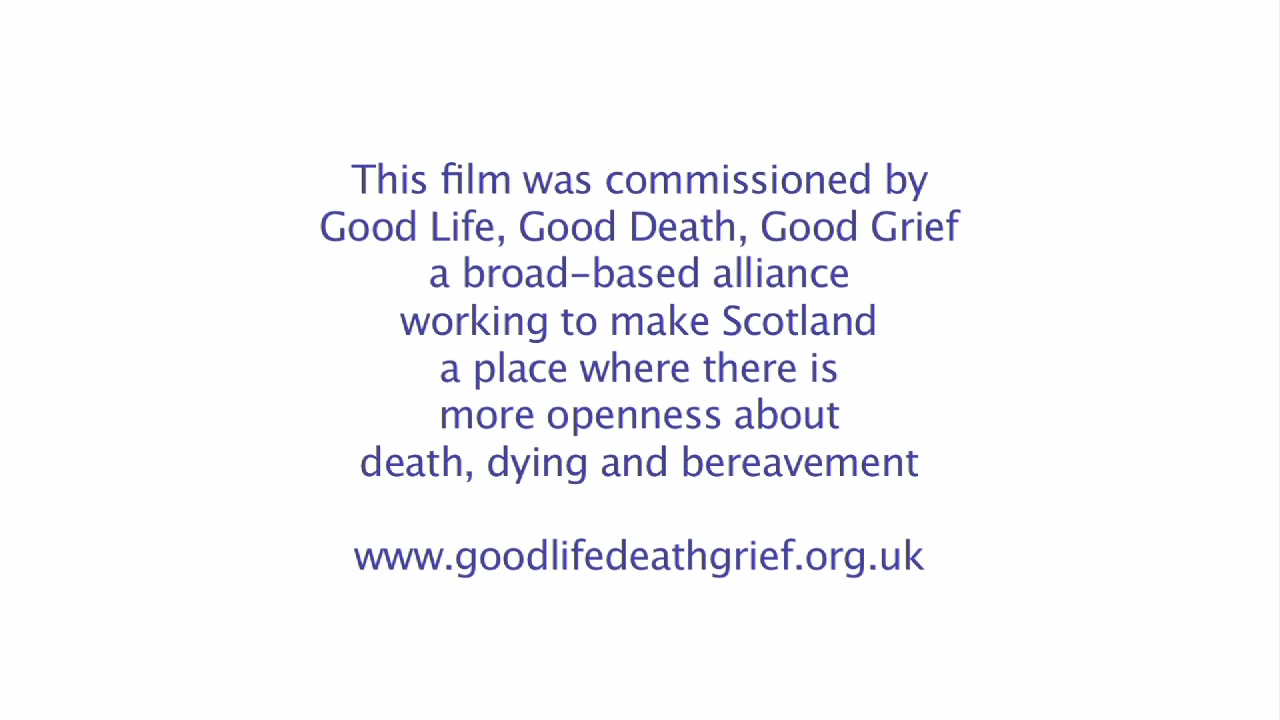 This film was commissioned by
Good Life, Good Death, Good Grief
a broad-based alliance
working to make Scotland
a place where there is
more openness about
death, dying and bereavement
www.goodlifedeathgrief.org.uk